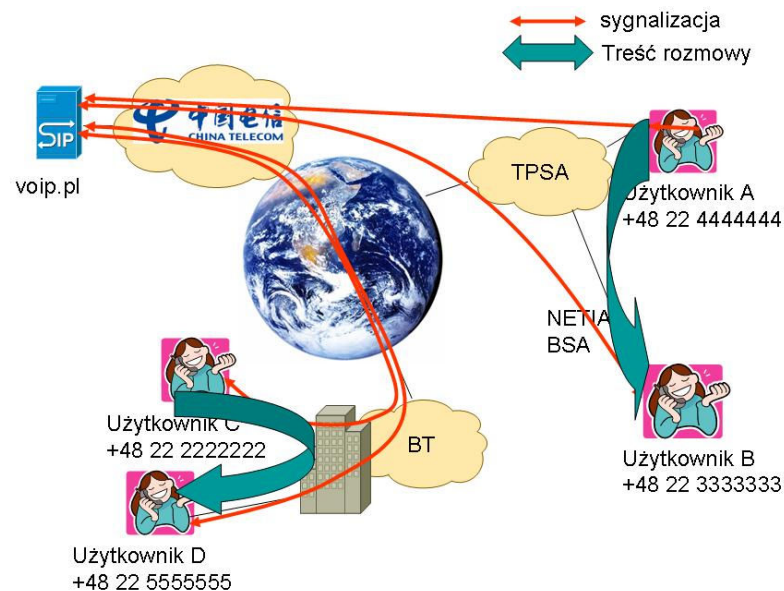 sygnalizacja
Treść rozmowy
中国电信
CHINA TELECOM
SIP
voip.pl
TPSA
Użytkownik A
+48 22 4444444
NETIA
BSA
Użytkownik C
+48 22 2222222
BT
Użytkownik B
+48 22 3333333
Użytkownik D
+48 22 5555555